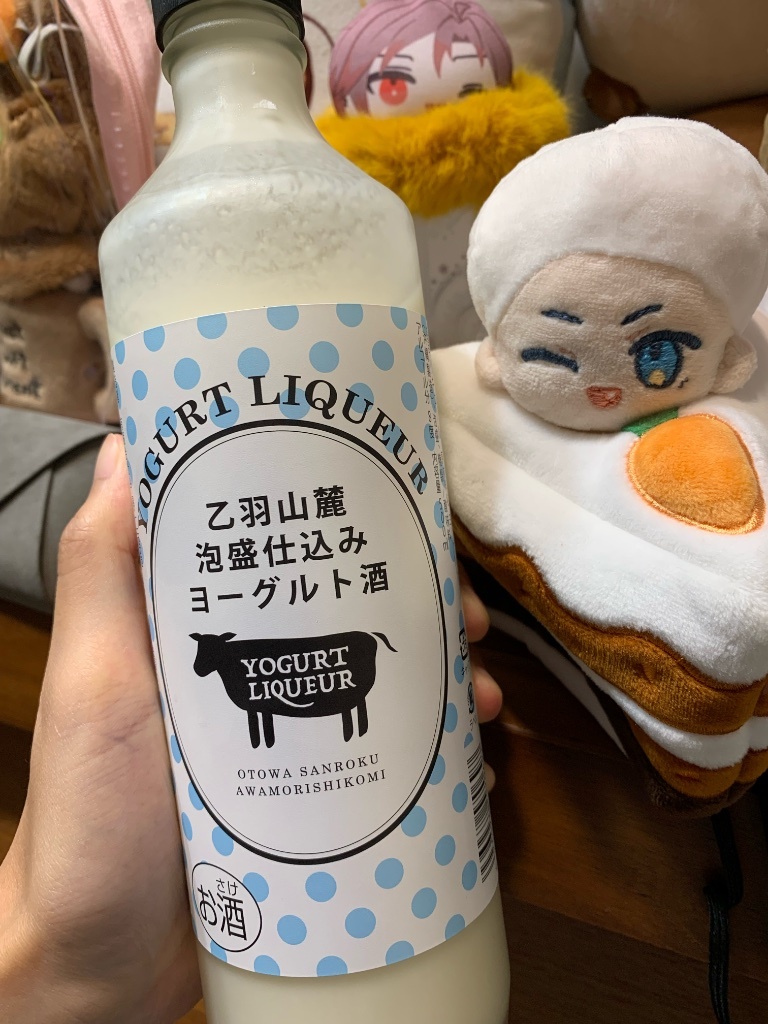 YOGURT LIQUEUR
乙羽山麓
泡盛仕込み
ヨーグルト酒
YOGURT
LIQUEUR
OTOWA SANROKU
AWAMORISHIKOMI
さけ
お酒